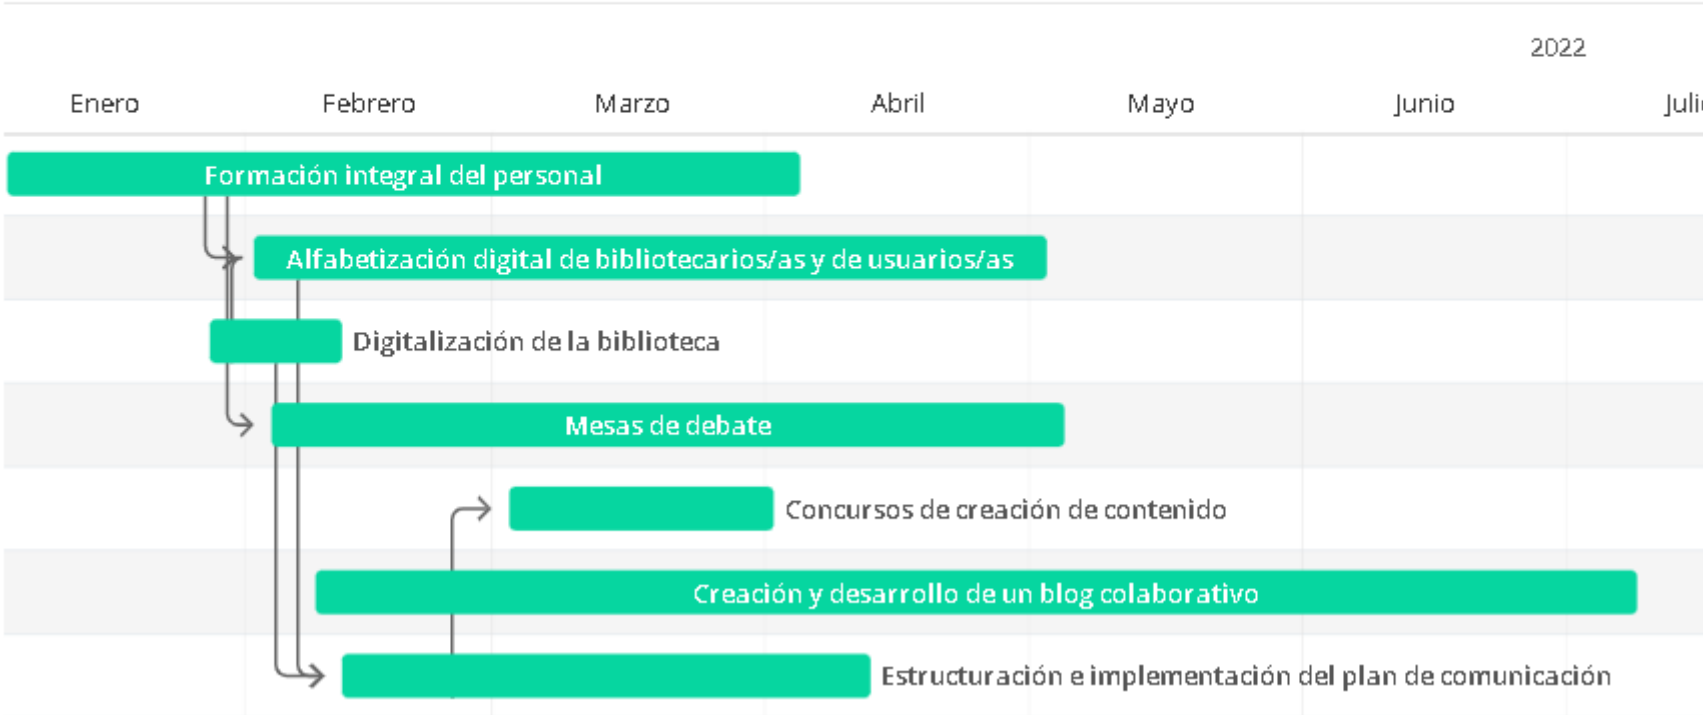 2022
Enero Febrero Marzo Abril Mayo Junio Juli
Formación integral del personal
Alfabetización digital de bibliotecarios/as y de usuarios/as
Digitalización de la biblioteca
Mesas de debate
Concursos de creación de contenido
Creación y desarrollo de un blog colaborativo
Estructuración e implementación del plan de comunicación